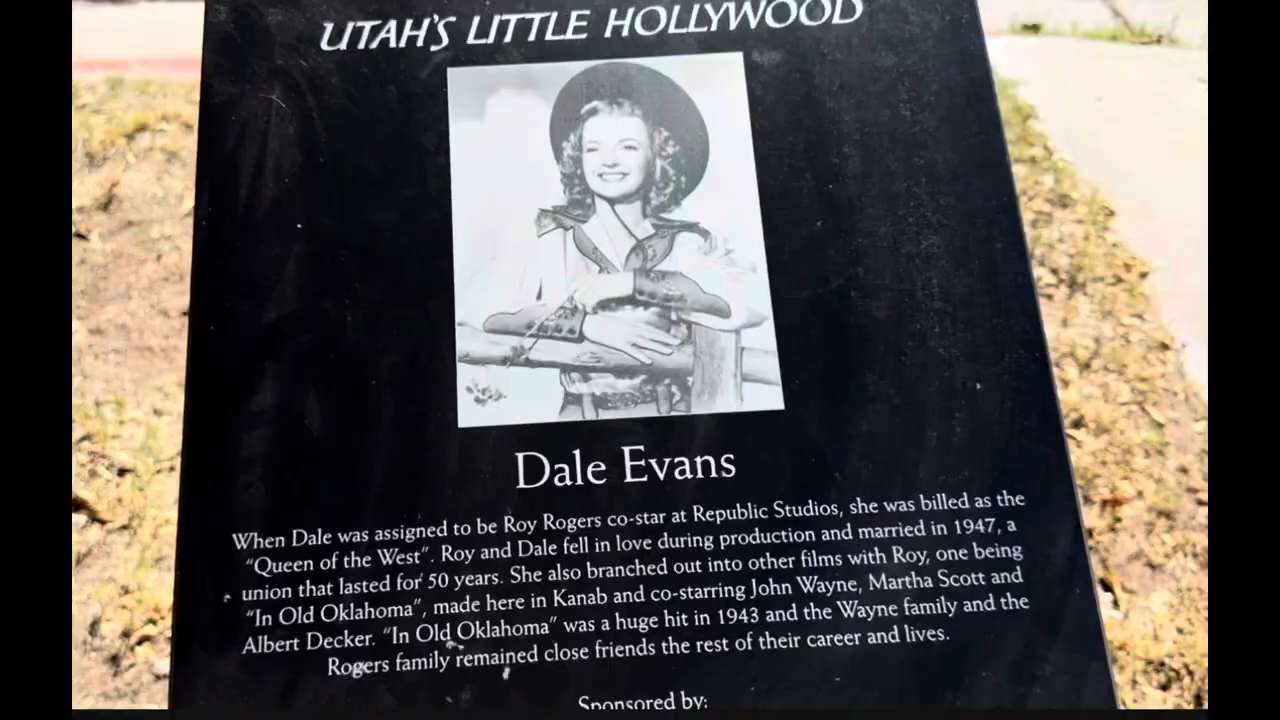 UTAH'S LITTLE HOLLYWOOD
Dale Evans
When Dale was assigned to be Roy Rogers co-star at Republic Studios, she was billed as the
"Queen of the West". Roy and Dale fell in love during production and married in 1947, a
union that lasted for 50 years. She also branched out into other films with Roy, one being
"In Old Oklahoma", made here in Kanab and co-starring John Wayne, Martha Scott and
Albert Decker. "In Old Oklahoma" was a huge hit in 1943 and the Wayne family and the
Rogers family remained close friends the rest of their career and lives.
Sponsored by: